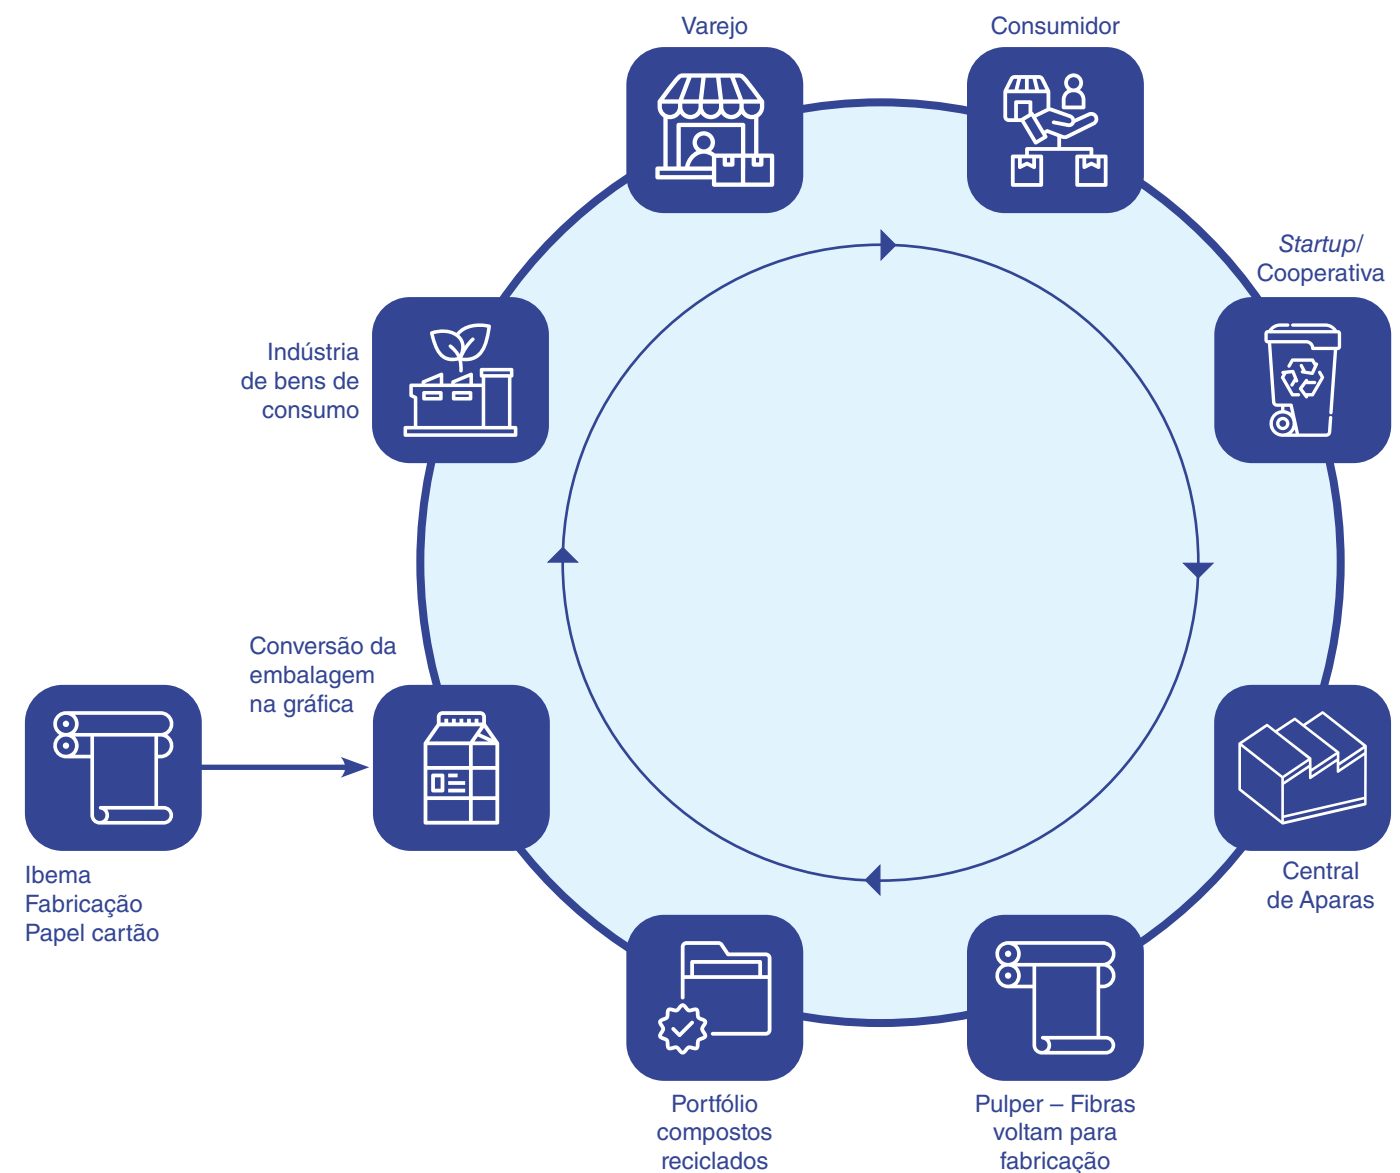 Varejo
Consumidor
Startup/
Cooperativa
Indústria
de bens de
consumo
Conversão da
embalagem
na gráfica
Ibema
Fabricação
Papel cartão
Central
de Aparas
Portfólio
compostos
reciclados
Pulper – Fibras
voltam para
fabricação